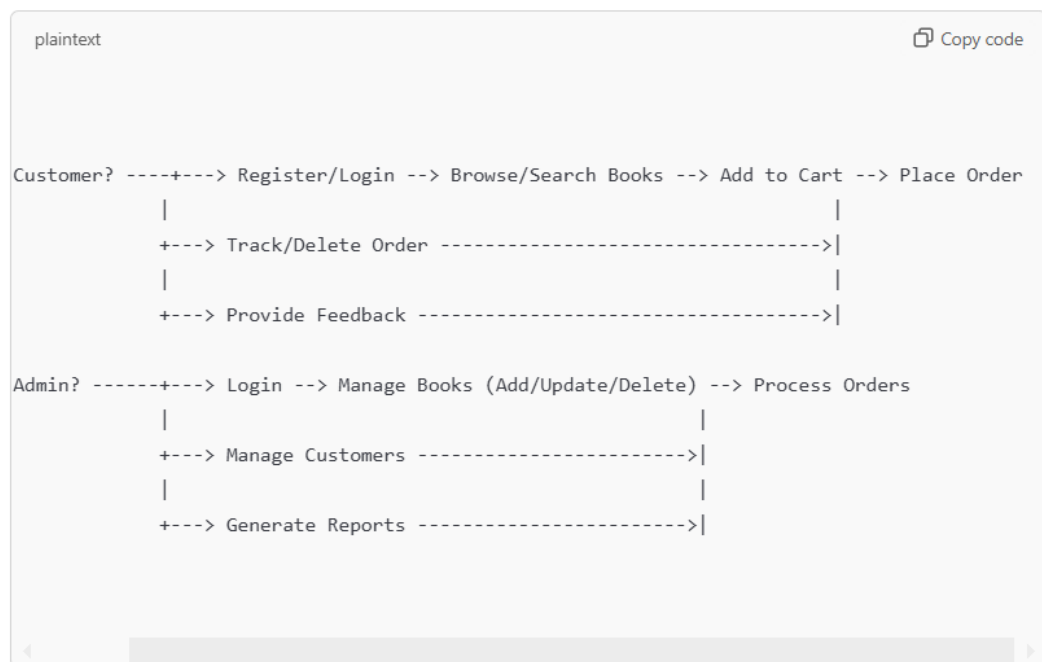 plaintext Copy code
Customer? ----+---> Register/Login --> Browse/Search Books --> Add to Cart --> Place Order
             |                                                           |
             +---> Track/Delete Order ---------------------------------->|
             |                                                           |
             +---> Provide Feedback ------------------------------------>|
Admin? ------+---> Login --> Manage Books (Add/Update/Delete) --> Process Orders
             |                                               |
             +---> Manage Customers ------------------------>|
             |                                               |
             +---> Generate Reports ------------------------>|